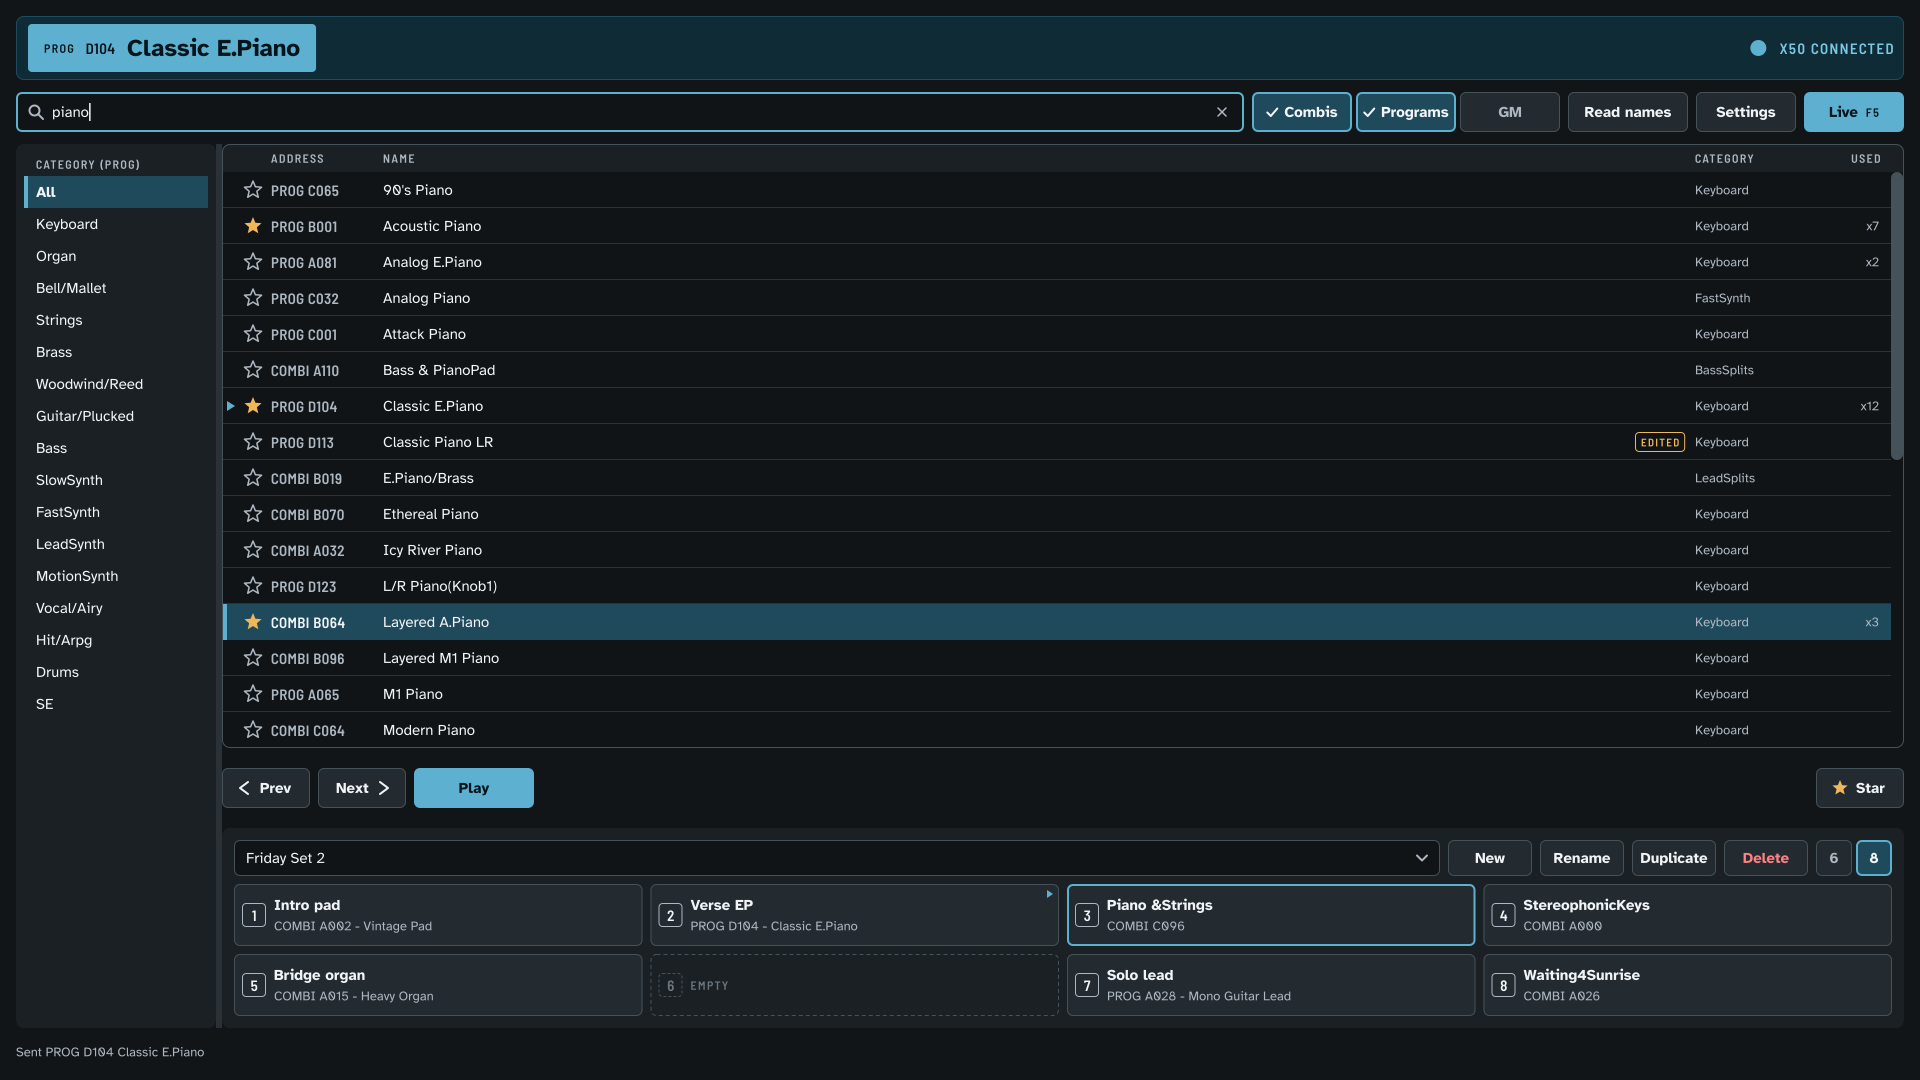 PROG D104 Classic E.Piano
X50 CONNECTED
piano
Combis
Programs
GM
Read names
Settings
Live F5
CATEGORY (PROG)
All
Keyboard
Organ
Bell/Mallet
Strings
Brass
Woodwind/Reed
Guitar/Plucked
Bass
SlowSynth
FastSynth
LeadSynth
MotionSynth
Vocal/Airy
Hit/Arpg
Drums
SE
ADDRESS NAME CATEGORY USED
PROG C065 90's Piano Keyboard
PROG B001 Acoustic Piano Keyboard x7
PROG A081 Analog E.Piano Keyboard x2
PROG C032 Analog Piano FastSynth
PROG C001 Attack Piano Keyboard
COMBI A110 Bass & PianoPad BassSplits
PROG D104 Classic E.Piano Keyboard x12
PROG D113 Classic Piano LR EDITED Keyboard
COMBI B019 E.Piano/Brass LeadSplits
COMBI B070 Ethereal Piano Keyboard
COMBI A032 Icy River Piano Keyboard
PROG D123 L/R Piano(Knob1) Keyboard
COMBI B064 Layered A.Piano Keyboard x3
COMBI B096 Layered M1 Piano Keyboard
PROG A065 M1 Piano Keyboard
COMBI C064 Modern Piano Keyboard
Prev
Next
Play
Star
Friday Set 2
New
Rename
Duplicate
Delete
6
8
1 Intro pad
COMBI A002 - Vintage Pad
2 Verse EP
PROG D104 - Classic E.Piano
3 Piano &Strings
COMBI C096
4 StereophonicKeys
COMBI A000
5 Bridge organ
COMBI A015 - Heavy Organ
6 EMPTY
7 Solo lead
PROG A028 - Mono Guitar Lead
8 Waiting4Sunrise
COMBI A026
Sent PROG D104 Classic E.Piano